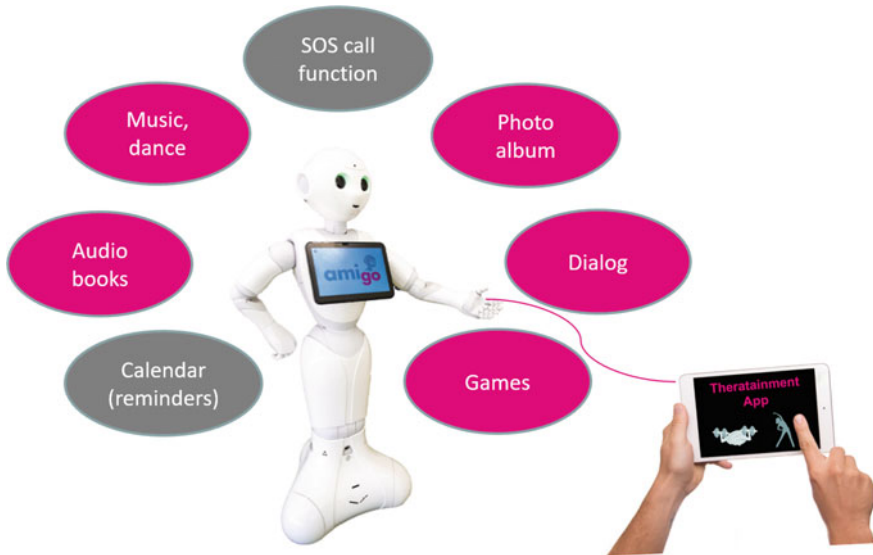 SOS call
function
Music,
dance
Photo
album
Audio
books
Dialog
amigo
Calendar
(reminders)
Games
Theratainment
App